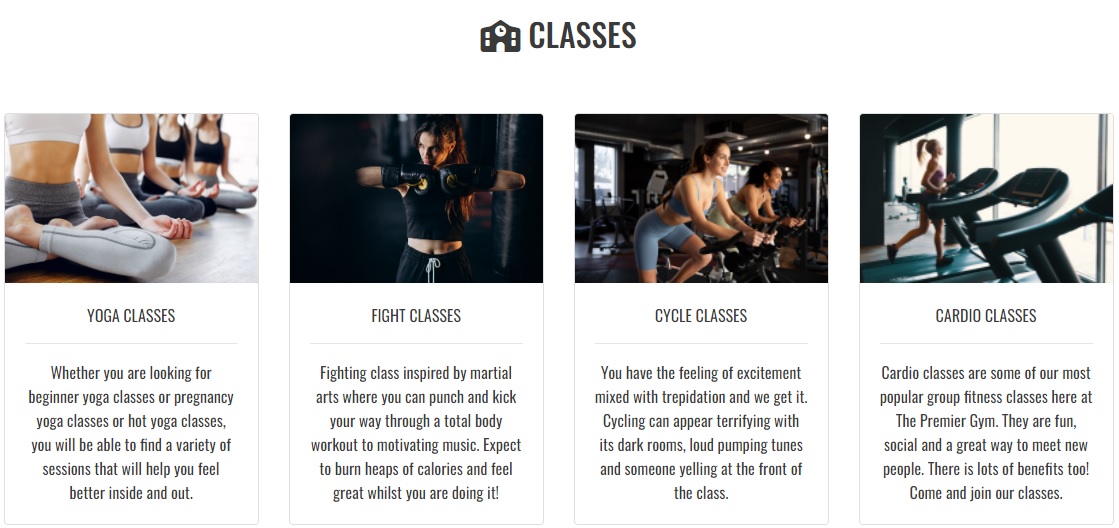 CLASSES
YOGA CLASSES
Whether you are looking for
beginner yoga classes or pregnancy
yoga classes or hot yoga classes,
you will be able to find a variety of
sessions that will help you feel
better inside and out.
FIGHT CLASSES
Fighting class inspired by martial
arts where you can punch and kick
your way through a total body
workout to motivating music. Expect
to burn heaps of calories and feel
great whilst you are doing it!
CYCLE CLASSES
You have the feeling of excitement
mixed with trepidation and we get it.
Cycling can appear terrifying with
its dark rooms, loud pumping tunes
and someone yelling at the front of
the class.
CARDIO CLASSES
Cardio classes are some of our most
popular group fitness classes here at
The Premier Gym. They are fun,
social and a great way to meet new
people. There is lots of benefits too!
Come and join our classes.